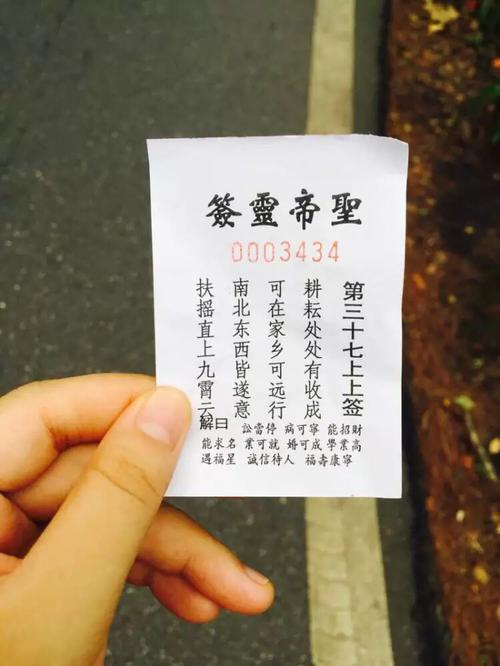 聖帝靈簽
0003434
第三十七上上签
耕耘处处有收成
可在家乡可远行
南北东西皆遂意
扶摇直上九霄云
解曰 訟當停 病可寧 能招財
能求名 業可就 婚可成 學業高
遇福星 誠信待人 福壽康寧